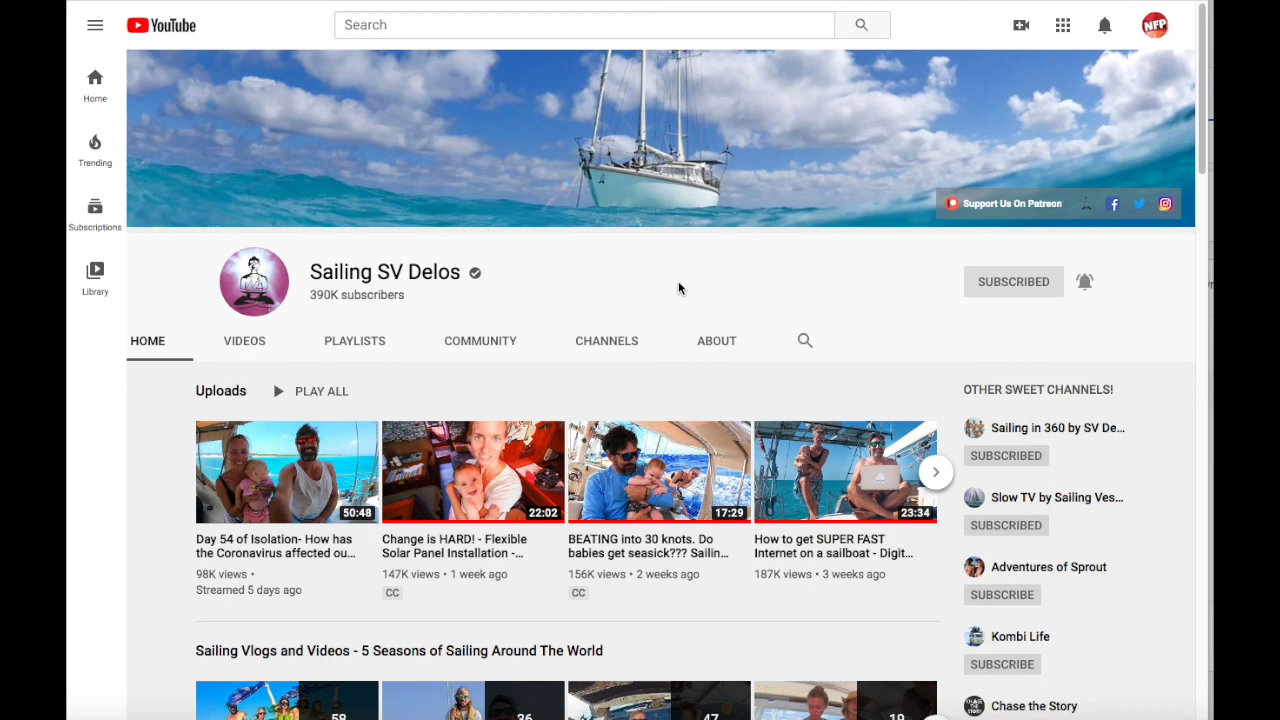 YouTube
Search
NFP
Home
Trending
Subscriptions
Library
Support Us On Patreon
Sailing SV Delos
390K subscribers
SUBSCRIBED
HOME
VIDEOS
PLAYLISTS
COMMUNITY
CHANNELS
ABOUT
Uploads
PLAY ALL
50:48
22:02
17:29
23:34
Day 54 of Isolation- How has
the Coronavirus affected ou...
98K views •
Streamed 5 days ago
Change is HARD! - Flexible
Solar Panel Installation -...
147K views • 1 week ago
CC
BEATING into 30 knots. Do
babies get seasick??? Sailin...
156K views • 2 weeks ago
CC
How to get SUPER FAST
Internet on a sailboat - Digit...
187K views • 3 weeks ago
OTHER SWEET CHANNELS!
Sailing in 360 by SV De...
SUBSCRIBED
Slow TV by Sailing Ves...
SUBSCRIBED
Adventures of Sprout
SUBSCRIBE
Kombi Life
SUBSCRIBE
Chase the Story
Sailing Vlogs and Videos - 5 Seasons of Sailing Around The World
58
36
47
19